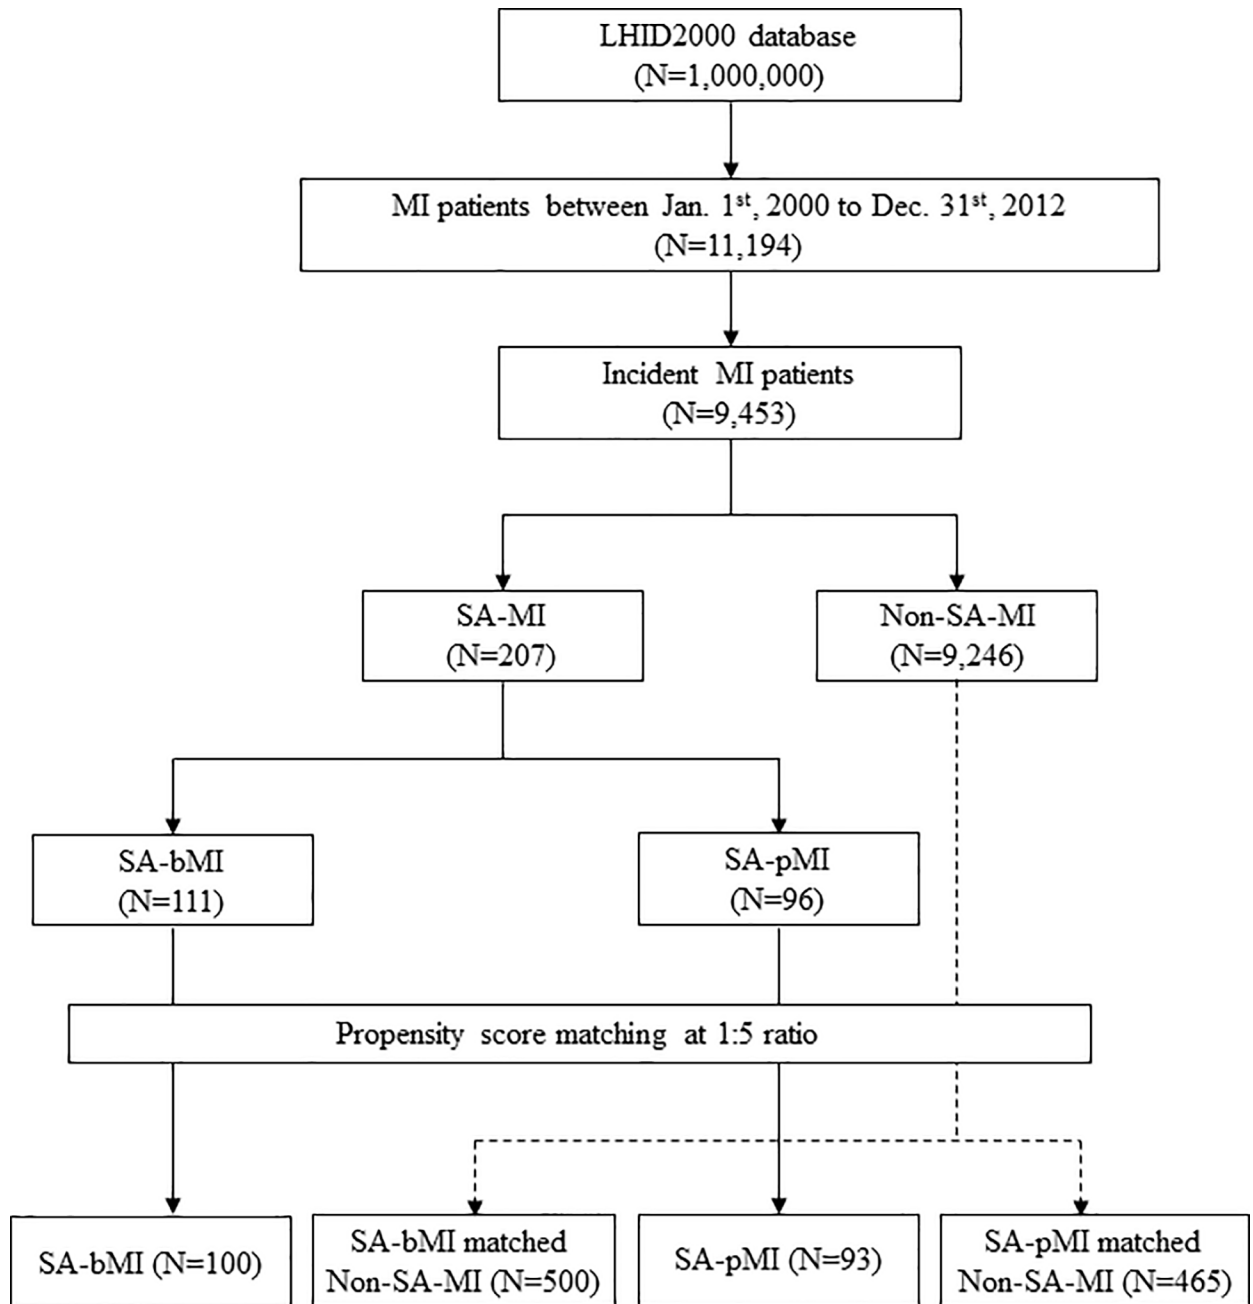 LHID2000 database
(N=1,000,000)
MI patients between Jan. 1st, 2000 to Dec. 31st, 2012
(N=11,194)
Incident MI patients
(N=9,453)
SA-MI
(N=207)
Non-SA-MI
(N=9,246)
SA-bMI
(N=111)
SA-pMI
(N=96)
Propensity score matching at 1:5 ratio
SA-bMI (N=100)
SA-bMI matched
Non-SA-MI (N=500)
SA-pMI (N=93)
SA-pMI matched
Non-SA-MI (N=465)